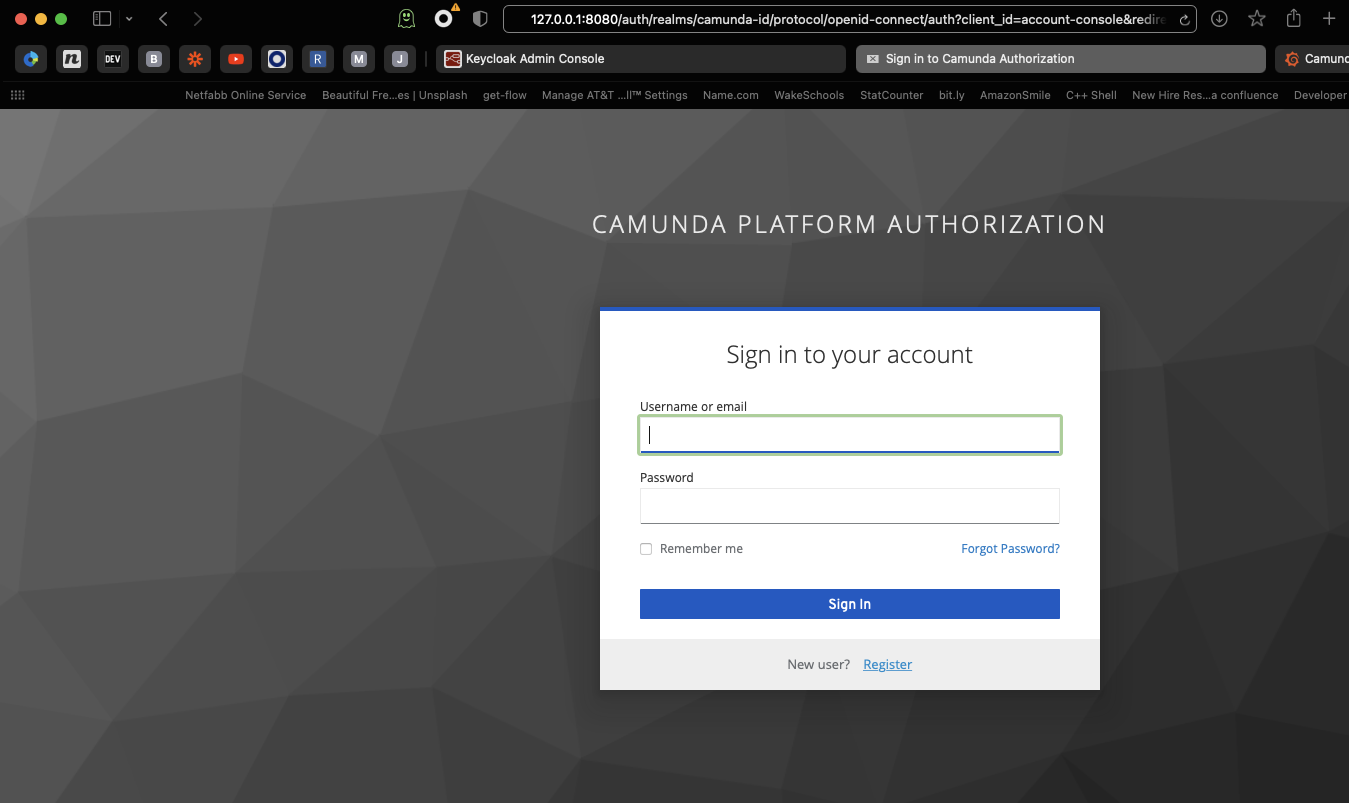 127.0.0.1:8080/auth/realms/camunda-id/protocol/openid-connect/auth?client_id=account-console&redire
n DEV B R M J Keycloak Admin Console Sign in to Camunda Authorization Camund
Netfabb Online Service Beautiful Fre...es | Unsplash get-flow Manage AT&T ...ll™ Settings Name.com WakeSchools StatCounter bit.ly AmazonSmile C++ Shell New Hire Res...a confluence Developer
CAMUNDA PLATFORM AUTHORIZATION
Sign in to your account
Username or email
Password
Remember me Forgot Password?
Sign In
New user? Register